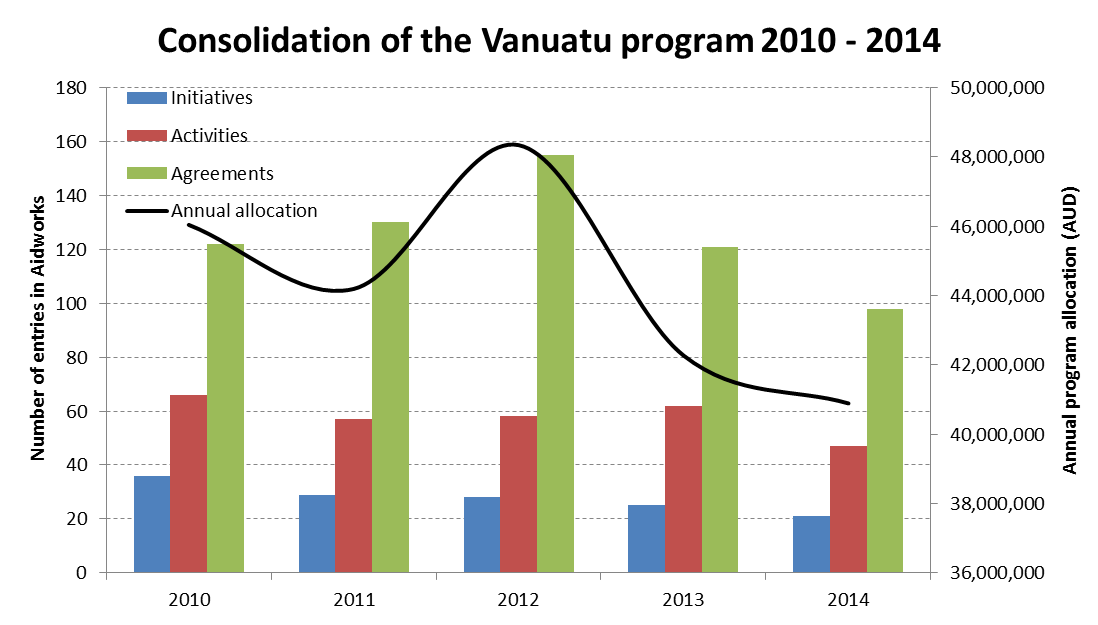 Consolidation of the Vanuatu program 2010 - 2014
Number of entries in Aidworks
180
160
140
120
100
80
60
40
20
0
Initiatives
Activities
Agreements
Annual allocation
50,000,000
48,000,000
46,000,000
44,000,000
42,000,000
40,000,000
38,000,000
36,000,000
Annual program allocation (AUD)
2010 2011 2012 2013 2014